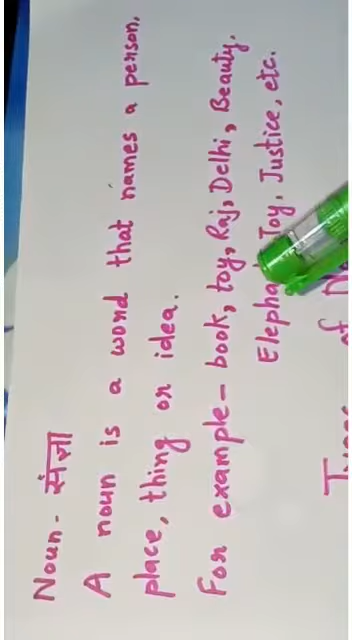 Noun - संज्ञा
A noun is a word that names a person,
place, thing or idea.
For example - book, toy, Raj, Delhi, Beauty,
Toy, Justice, etc.
of